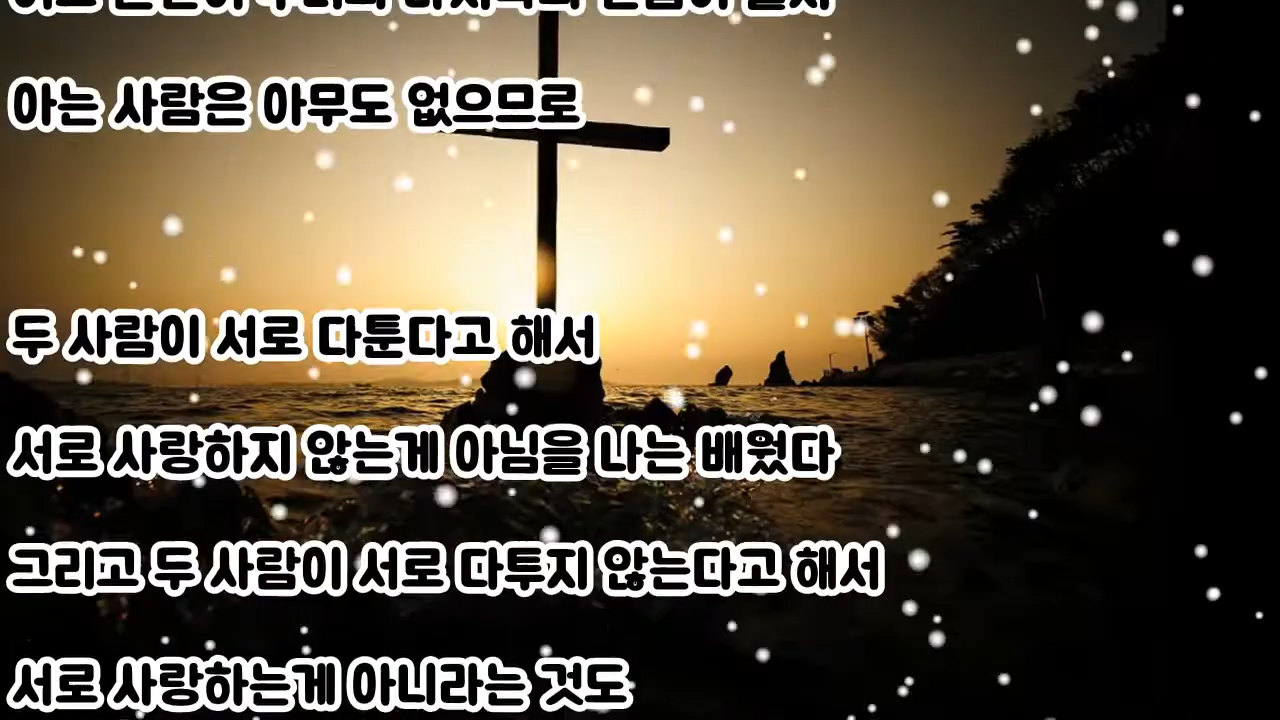 아는 사람은 아무도 없으므로
두 사람이 서로 다툰다고 해서
서로 사랑하지 않는게 아님을 나는 배웠다
그리고 두 사람이 서로 다투지 않는다고 해서
서로 사랑하는게 아니라는 것도